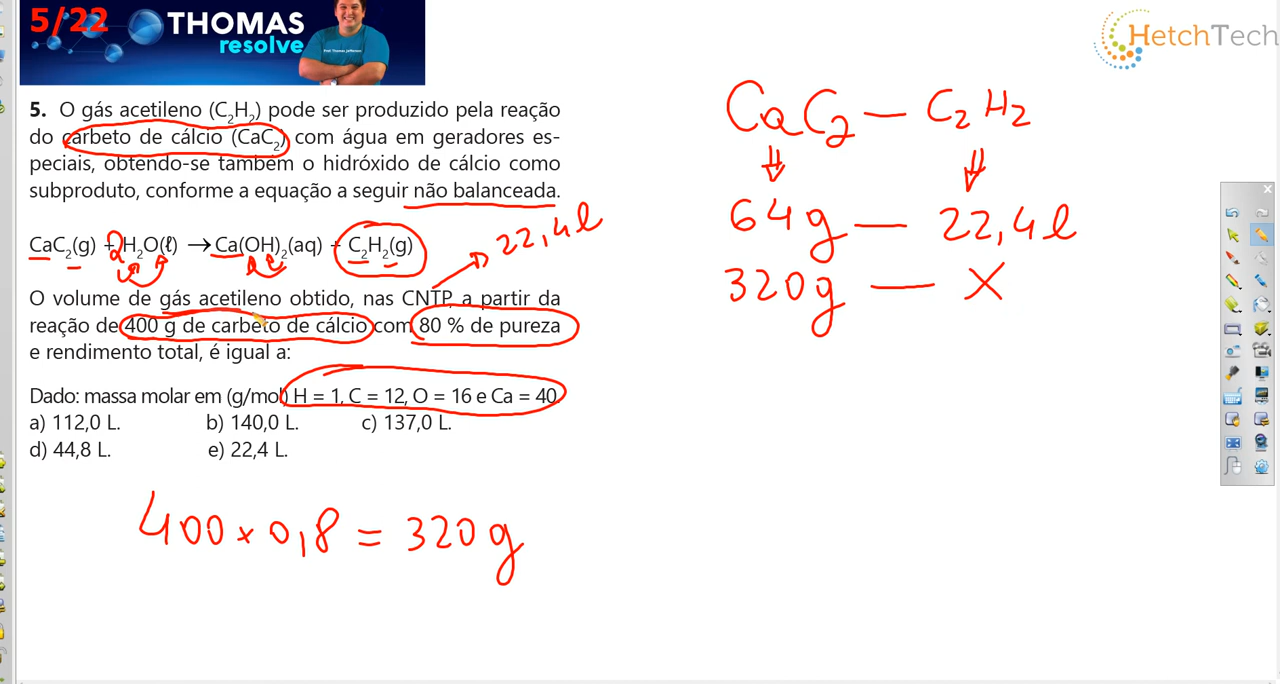 5/22
THOMAS
resolve
Prof. Thomas Jefferson
HetchTech
5. O gás acetileno (C₂H₂) pode ser produzido pela reação
do carbeto de cálcio (CaC₂) com água em geradores es-
peciais, obtendo-se também o hidróxido de cálcio como
subproduto, conforme a equação a seguir não balanceada.
CaC₂(g) + 2H₂O(ℓ) → Ca(OH)₂(aq) + C₂H₂(g)
22,4l
O volume de gás acetileno obtido, nas CNTP, a partir da
reação de 400 g de carbeto de cálcio com 80 % de pureza
e rendimento total, é igual a:
Dado: massa molar em (g/mol) H = 1, C = 12, O = 16 e Ca = 40.
a) 112,0 L. b) 140,0 L. c) 137,0 L.
d) 44,8 L. e) 22,4 L.
400 × 0,8 = 320g
CaC₂ — C₂H₂
64g — 22,4l
320g — X